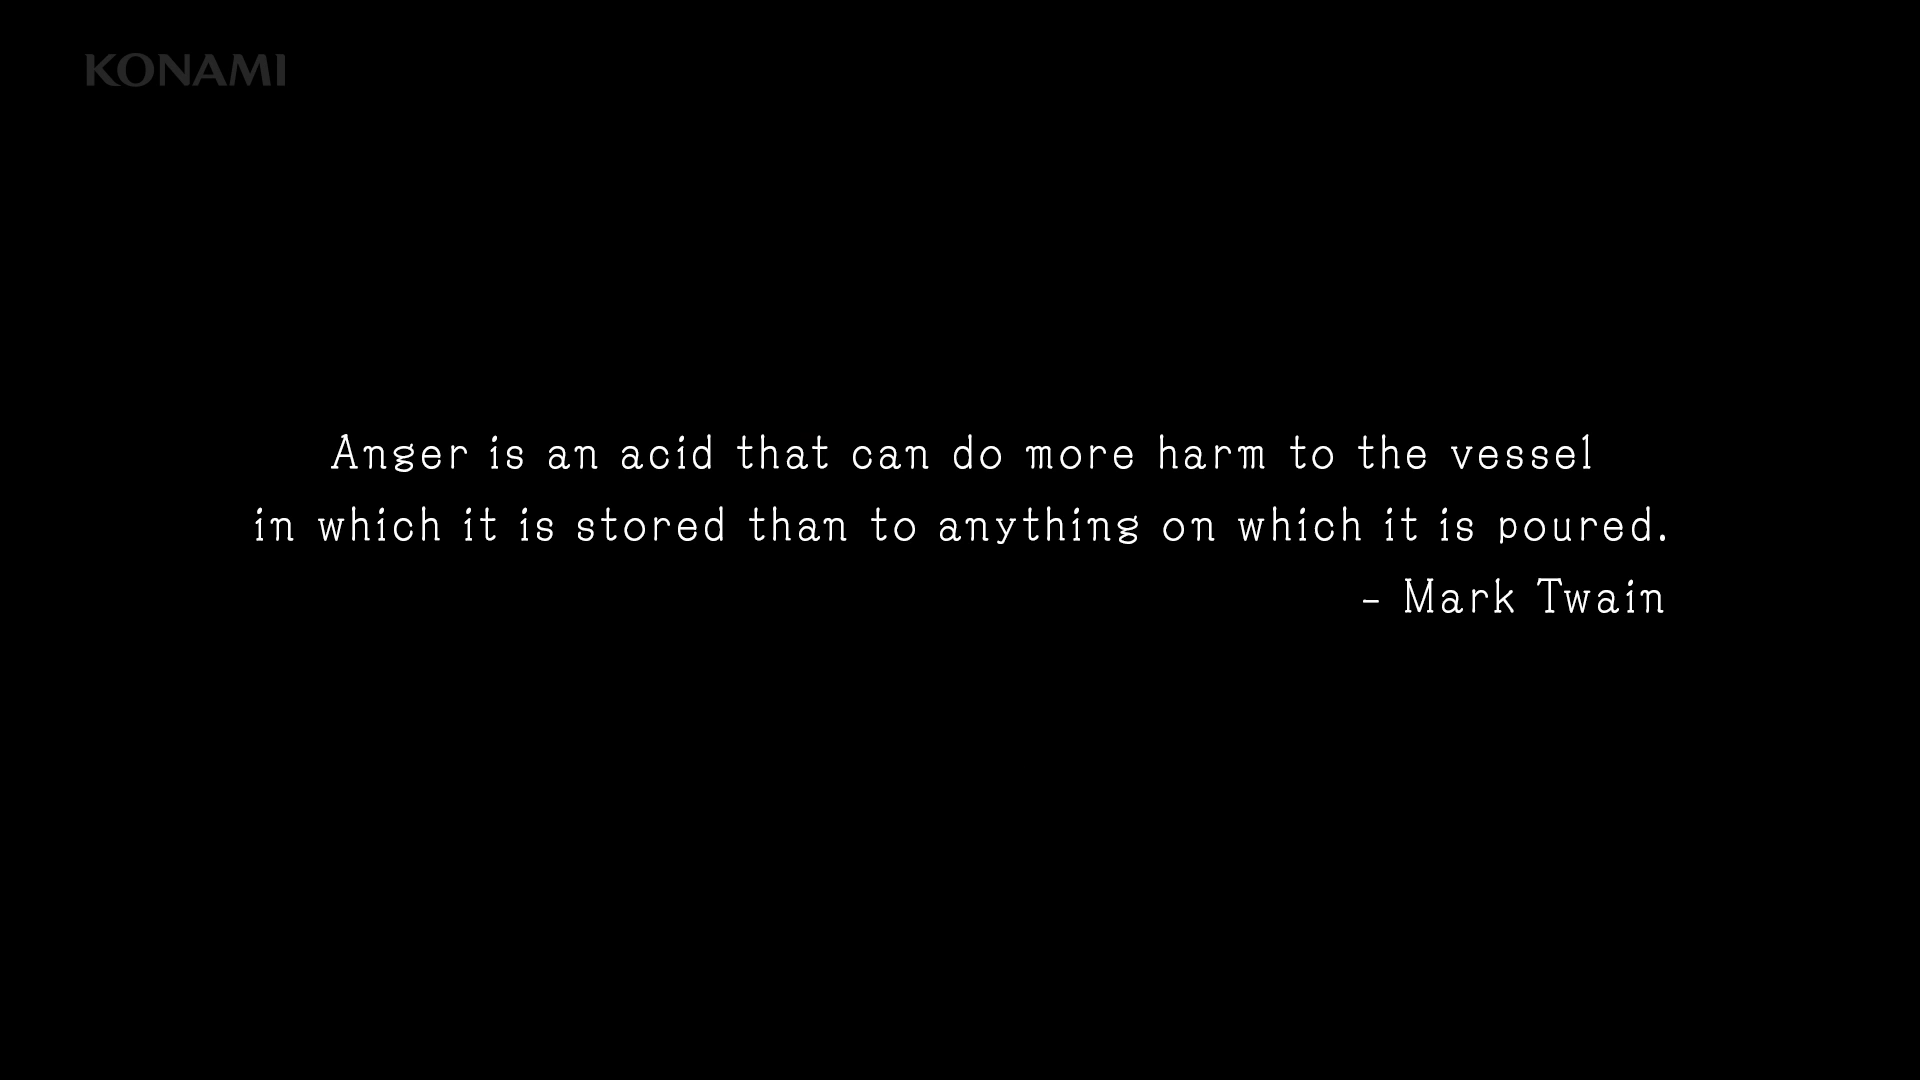 KONAMI
Anger is an acid that can do more harm to the vessel
in which it is stored than to anything on which it is poured.
- Mark Twain